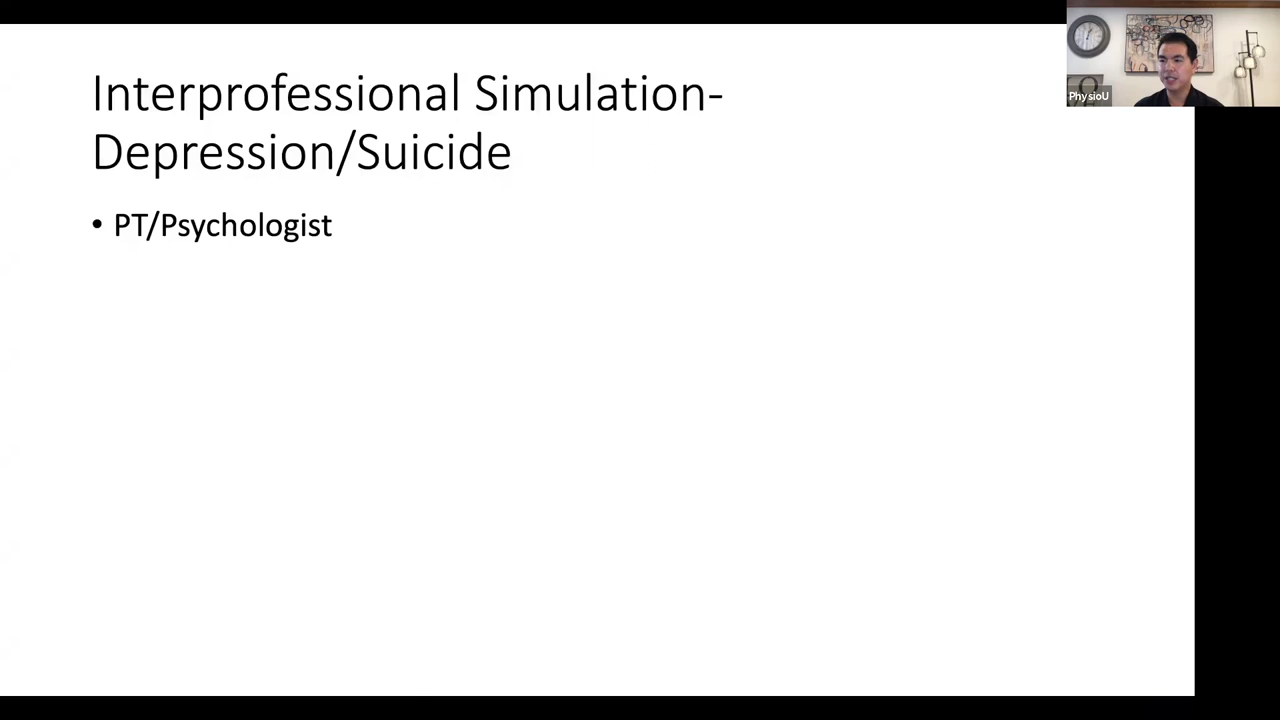 Interprofessional Simulation-
Depression/Suicide
• PT/Psychologist
PhysioU